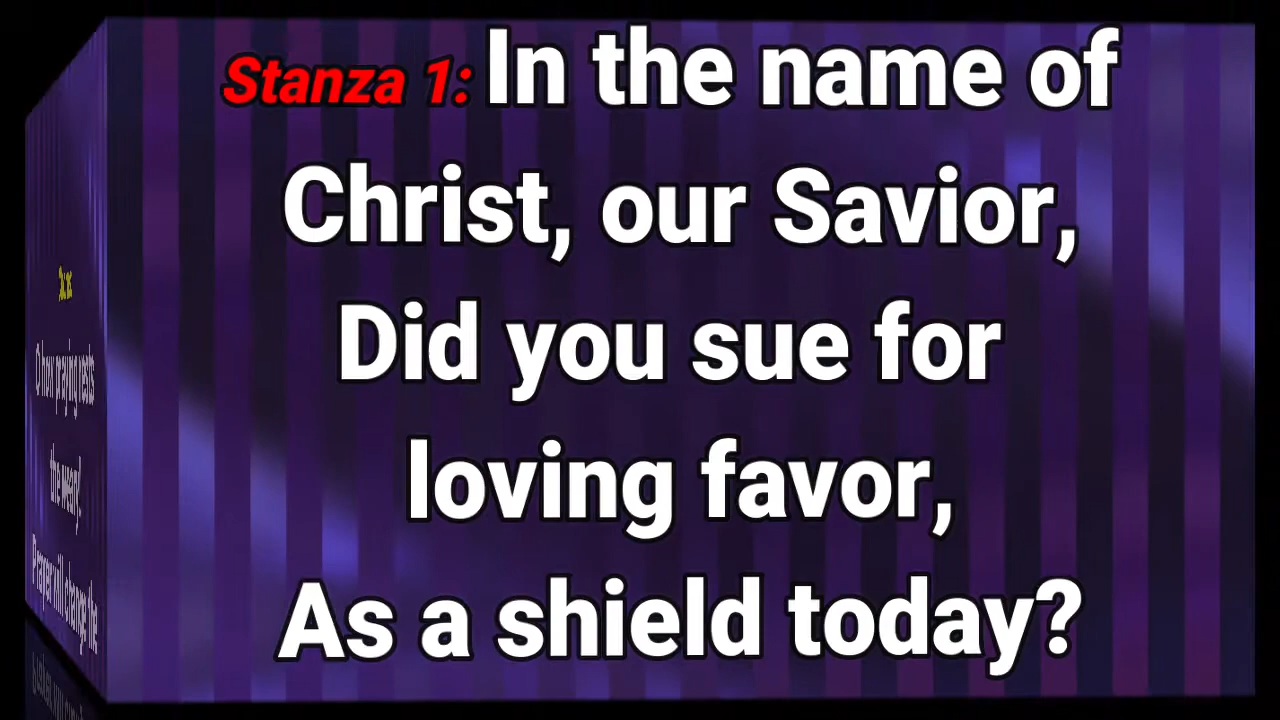 Stanza 1: In the name of
Christ, our Savior,
Did you sue for
loving favor,
As a shield today?
O how praying rests
the weary!
Prayer will change the